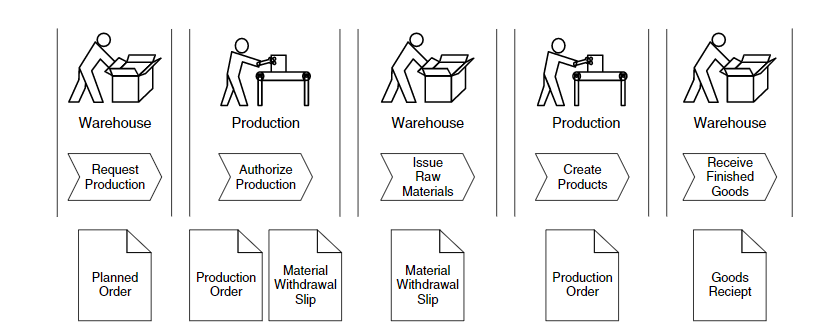 Warehouse
Production
Warehouse
Production
Warehouse
Request
Production
Authorize
Production
Issue
Raw
Materials
Create
Products
Receive
Finished
Goods
Planned
Order
Production
Order
Material
Withdrawal
Slip
Material
Withdrawal
Slip
Production
Order
Goods
Reciept